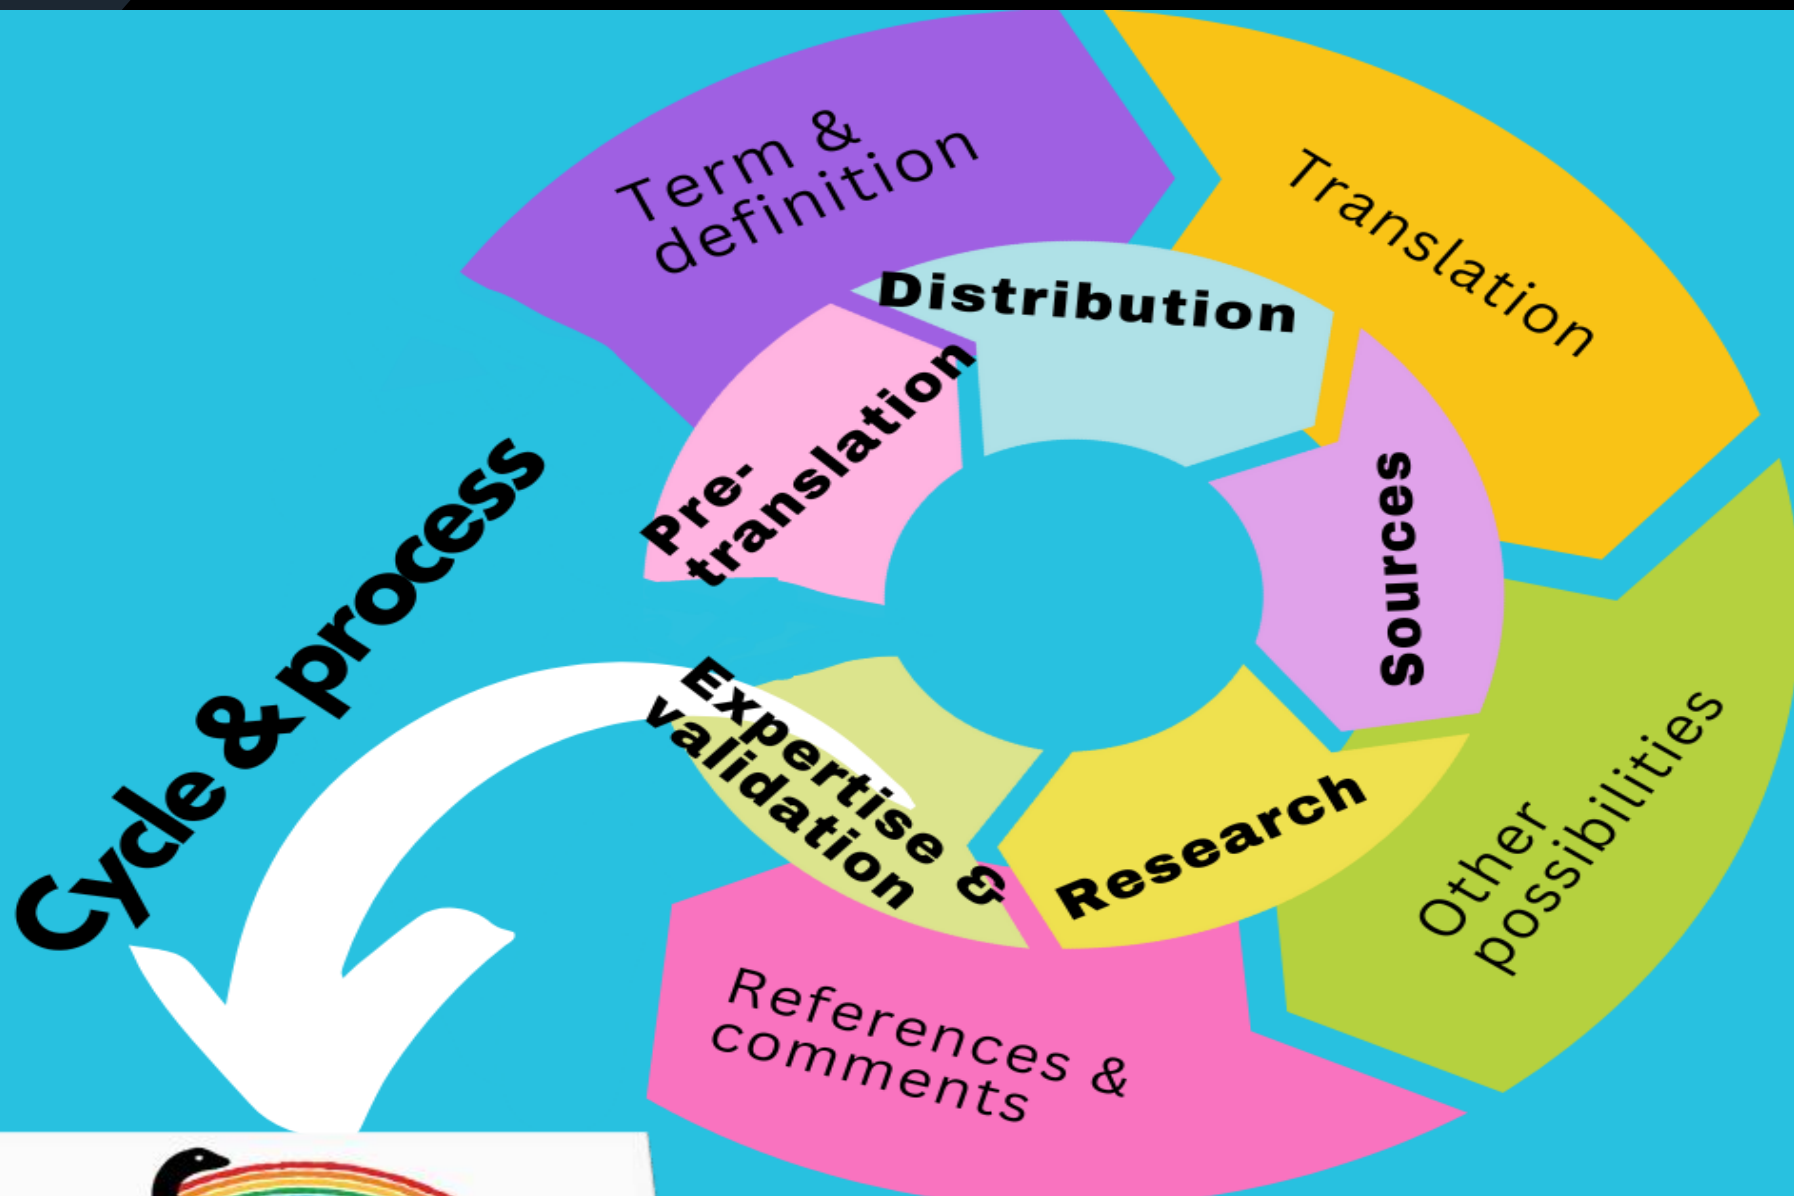 Cycle & process
Term &
definition
Translation
Other
possibilities
References &
comments
Pre-
translation
Distribution
Sources
Research
Expertise &
validation